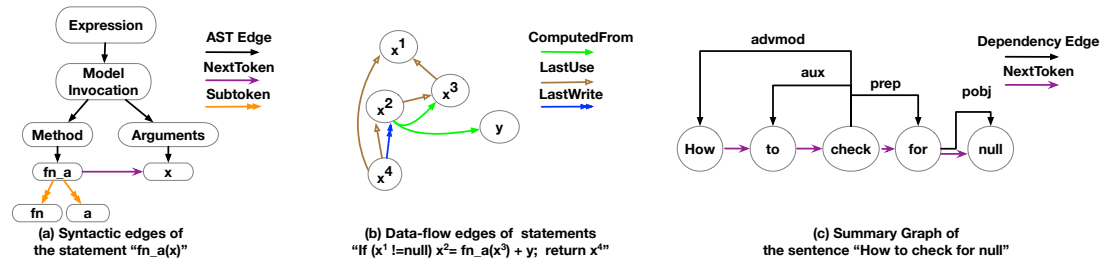 Expression
Model
Invocation
Method
Arguments
fn_a
x
fn
a
AST Edge
NextToken
Subtoken
(a) Syntactic edges of
the statement “fn_a(x)”
x¹
x³
x²
y
x⁴
ComputedFrom
LastUse
LastWrite
(b) Data-flow edges of statements
“If (x¹ !=null) x²= fn_a(x³) + y; return x⁴”
advmod
aux
prep
pobj
How
to
check
for
null
Dependency Edge
NextToken
(c) Summary Graph of
the sentence “How to check for null”